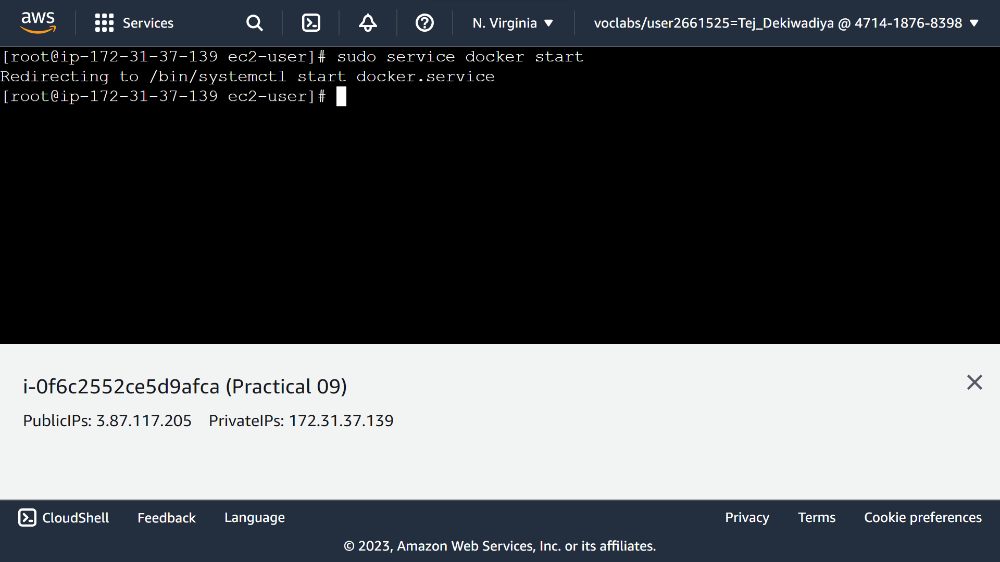 aws
Services
N. Virginia
voclabs/user2661525=Tej_Dekiwadiya @ 4714-1876-8398
[root@ip-172-31-37-139 ec2-user]# sudo service docker start
Redirecting to /bin/systemctl start docker.service
[root@ip-172-31-37-139 ec2-user]#
i-0f6c2552ce5d9afca (Practical 09)
PublicIPs: 3.87.117.205 PrivateIPs: 172.31.37.139
CloudShell Feedback Language Privacy Terms Cookie preferences
© 2023, Amazon Web Services, Inc. or its affiliates.